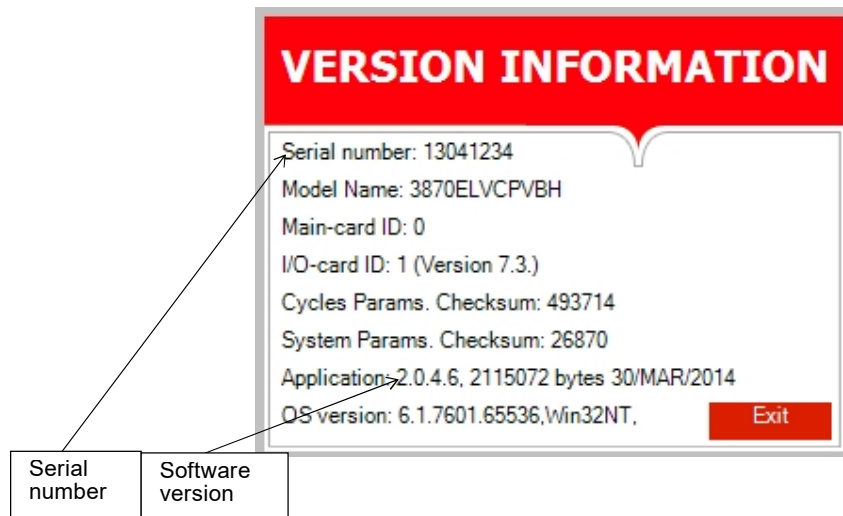 VERSION INFORMATION
Serial number: 13041234
Model Name: 3870ELVCPVBH
Main-card ID: 0
I/O-card ID: 1 (Version 7.3.)
Cycles Params. Checksum: 493714
System Params. Checksum: 26870
Application: 2.0.4.6, 2115072 bytes 30/MAR/2014
OS version: 6.1.7601.65536,Win32NT,
Exit
Serial
number
Software
version